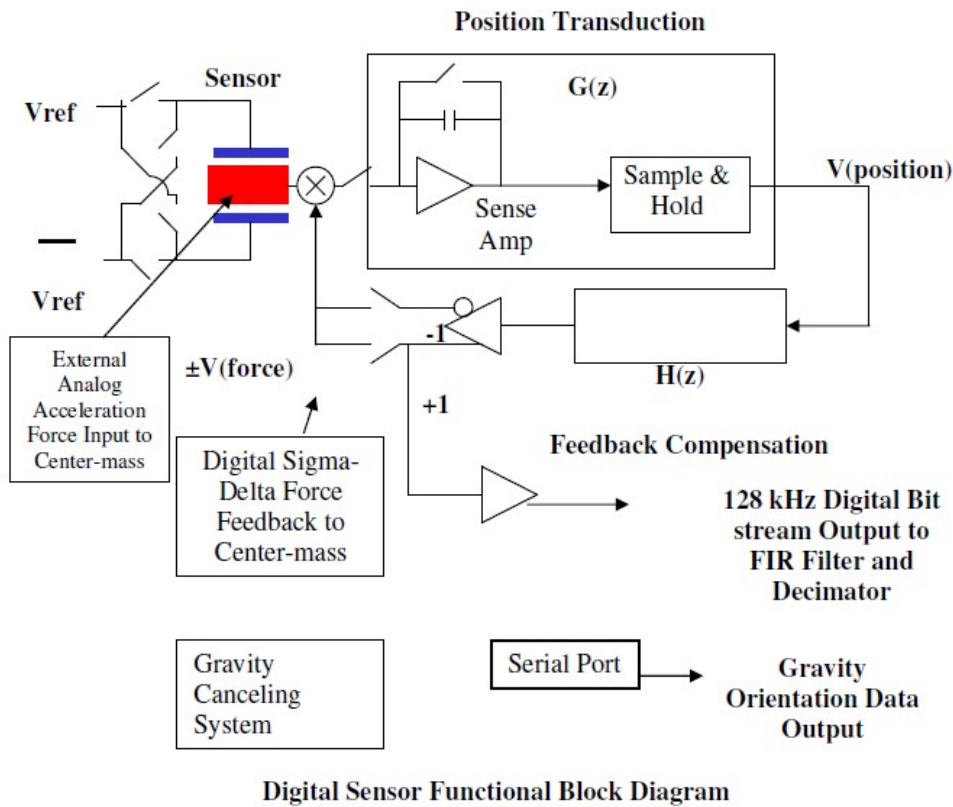 Position Transduction
Sensor
G(z)
Vref
V(position)
Sample &
Hold
Sense
Amp
Vref
-1
H(z)
External
Analog
Acceleration
Force Input to
Center-mass
±V(force)
+1
Feedback Compensation
Digital Sigma-
Delta Force
Feedback to
Center-mass
128 kHz Digital Bit
stream Output to
FIR Filter and
Decimator
Gravity
Canceling
System
Serial Port
Gravity
Orientation Data
Output
Digital Sensor Functional Block Diagram